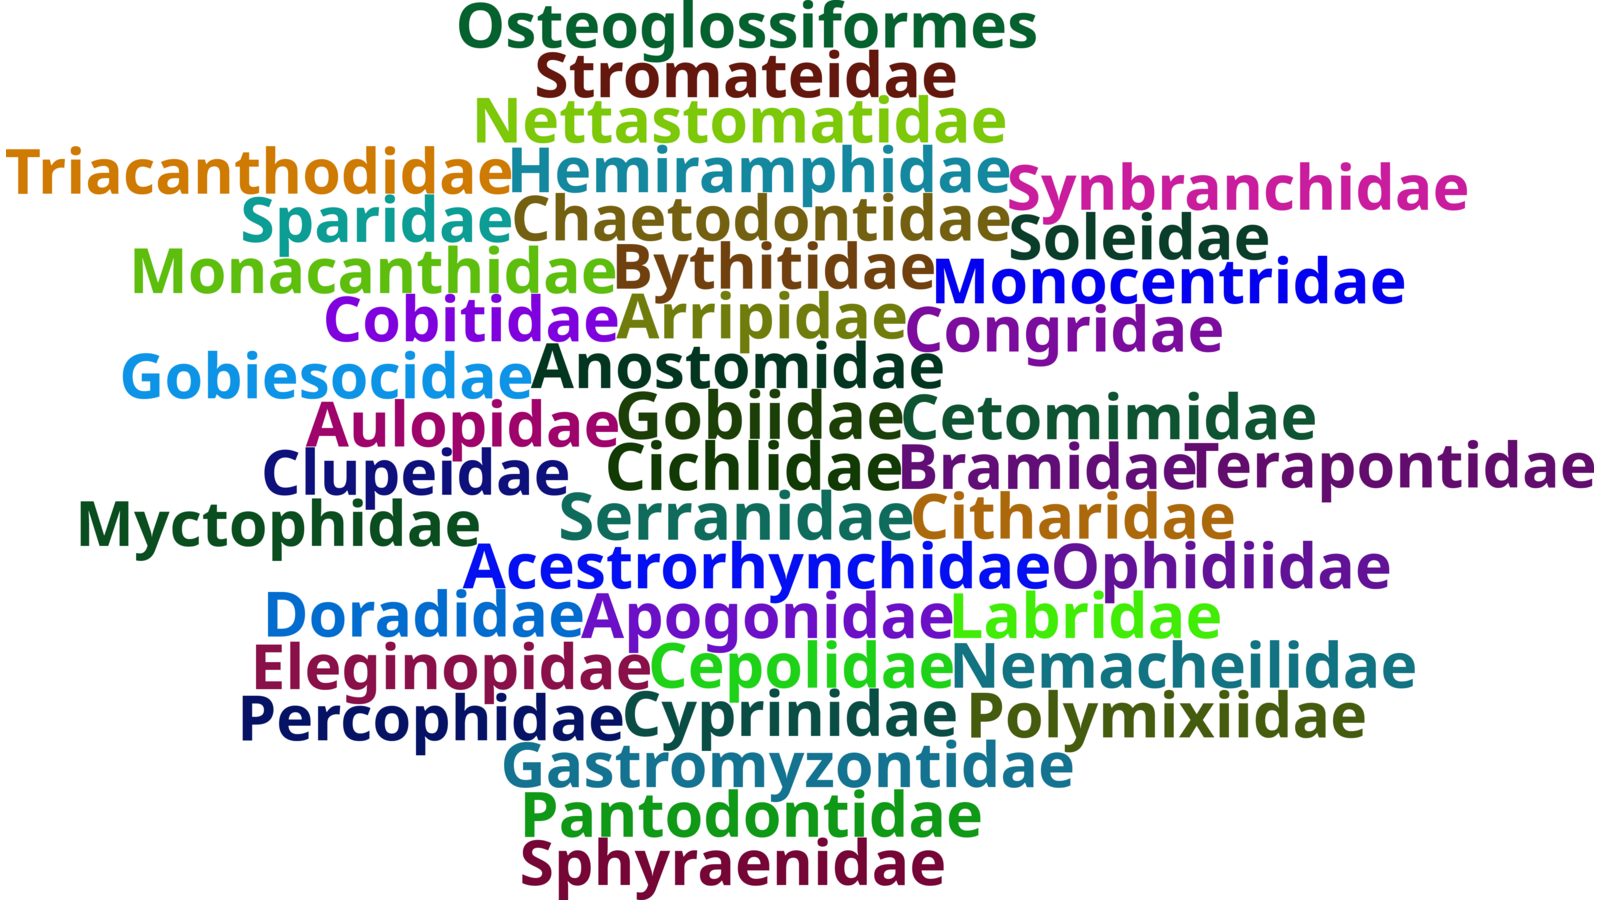 Osteoglossiformes
Stromateidae
Nettastomatidae
Triacanthodidae Hemiramphidae Synbranchidae
Sparidae Chaetodontidae Soleidae
Monacanthidae Bythitidae Monocentridae
Cobitidae Arripidae Congridae
Gobiesocidae Anostomidae
Aulopidae Gobiidae Cetomimidae
Clupeidae Cichlidae Bramidae Terapontidae
Myctophidae Serranidae Citharidae
Acestrorhynchidae Ophidiidae
Doradidae Apogonidae Labridae
Eleginopidae Cepolidae Nemacheilidae
Percophidae Cyprinidae Polymixiidae
Gastromyzontidae
Pantodontidae
Sphyraenidae